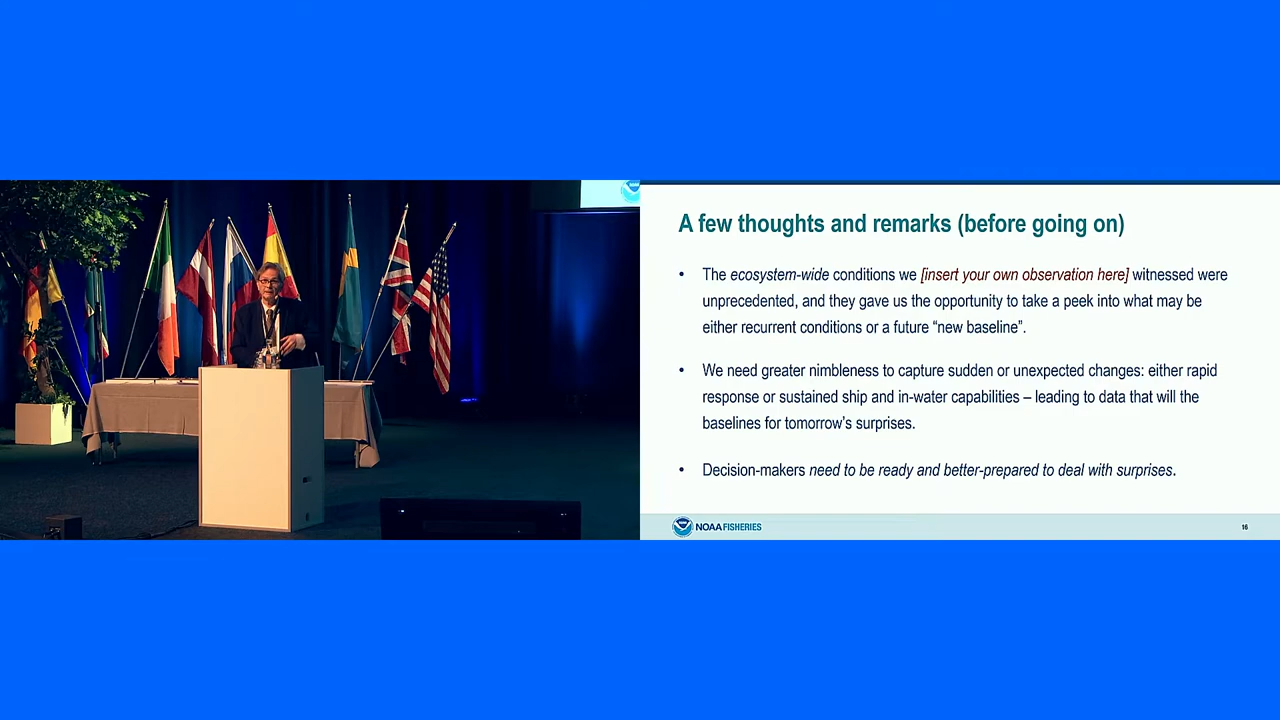 A few thoughts and remarks (before going on)
• The ecosystem-wide conditions we [insert your own observation here] witnessed were
unprecedented, and they gave us the opportunity to take a peek into what may be
either recurrent conditions or a future “new baseline”.
• We need greater nimbleness to capture sudden or unexpected changes: either rapid
response or sustained ship and in-water capabilities – leading to data that will the
baselines for tomorrow’s surprises.
• Decision-makers need to be ready and better-prepared to deal with surprises.
NOAA FISHERIES
16